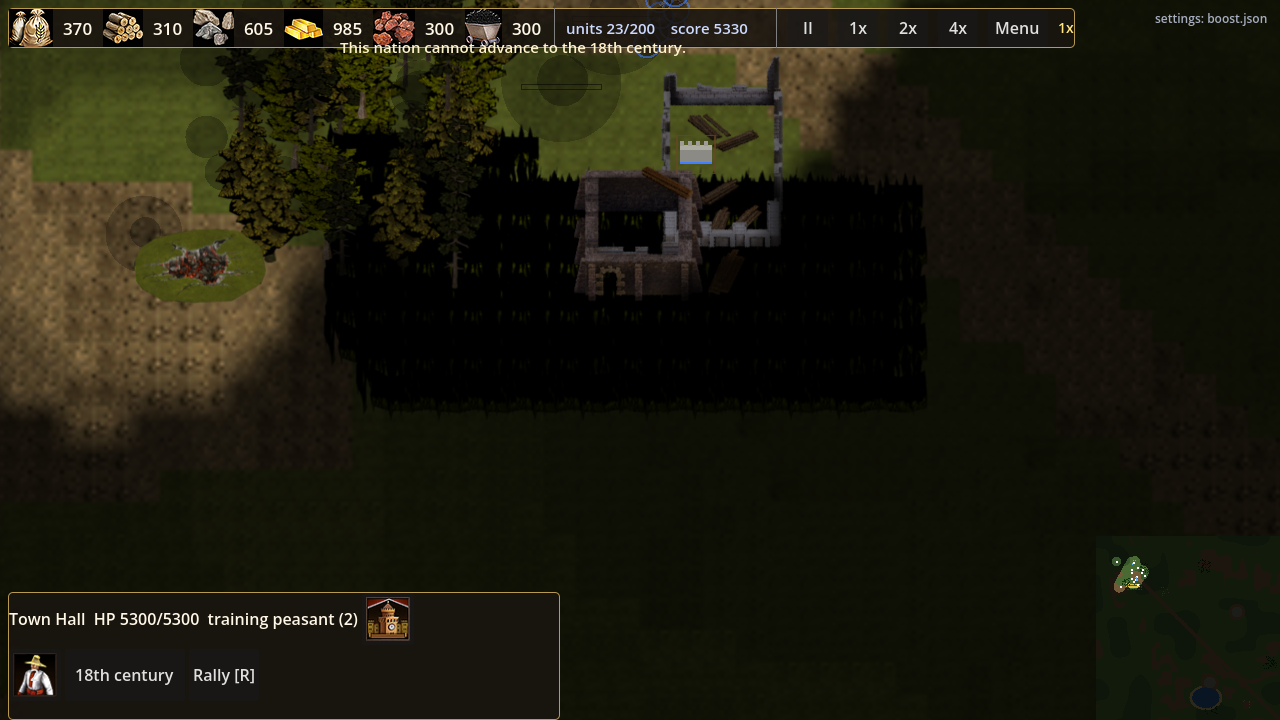 370 310 605 985 300 300 units 23/200 score 5330 II 1x 2x 4x Menu 1x
settings: boost.json
This nation cannot advance to the 18th century.
Town Hall HP 5300/5300 training peasant (2)
18th century Rally [R]